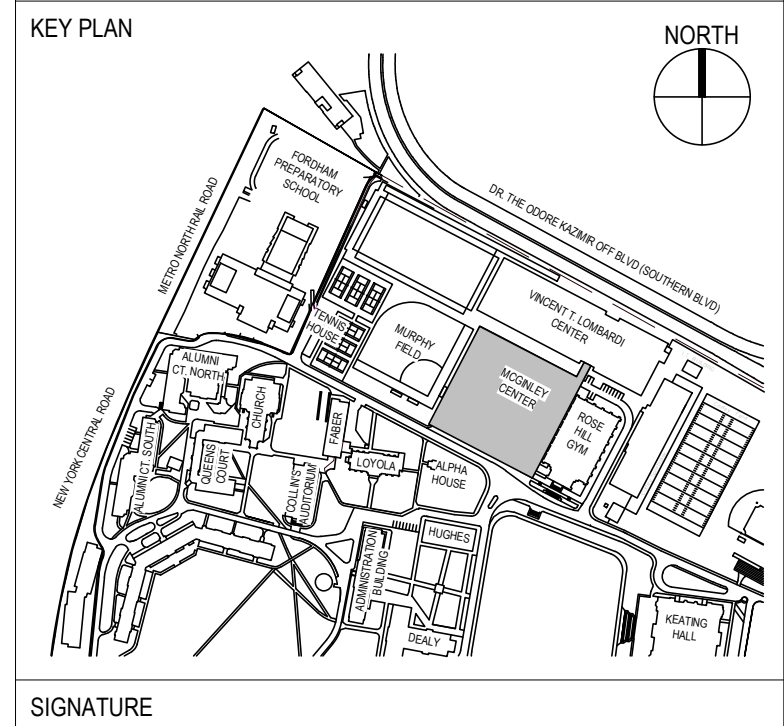 KEY PLAN
NORTH
FORDHAM
PREPARATORY
SCHOOL
METRO NORTH RAIL ROAD
DR. THE ODORE KAZIMIR OFF BLVD (SOUTHERN BLVD)
VINCENT T. LOMBARDI
CENTER
TENNIS
HOUSE
MURPHY
FIELD
MCGINLEY
CENTER
ROSE
HILL
GYM
ALUMNI
CT. NORTH
CHURCH
NEW YORK CENTRAL ROAD
ALUMNI CT. SOUTH
QUEENS
COURT
FABER
COLLIN'S
AUDITORIUM
LOYOLA
ALPHA
HOUSE
ADMINISTRATION
BUILDING
HUGHES
DEALY
KEATING
HALL
SIGNATURE